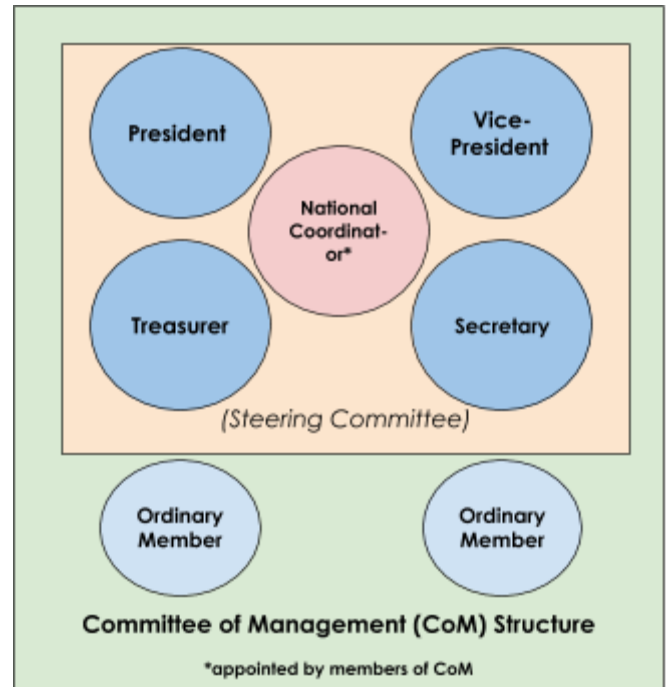 President
Vice-
President
National
Coordinat-
or*
Treasurer
Secretary
(Steering Committee)
Ordinary
Member
Ordinary
Member
Committee of Management (CoM) Structure
*appointed by members of CoM